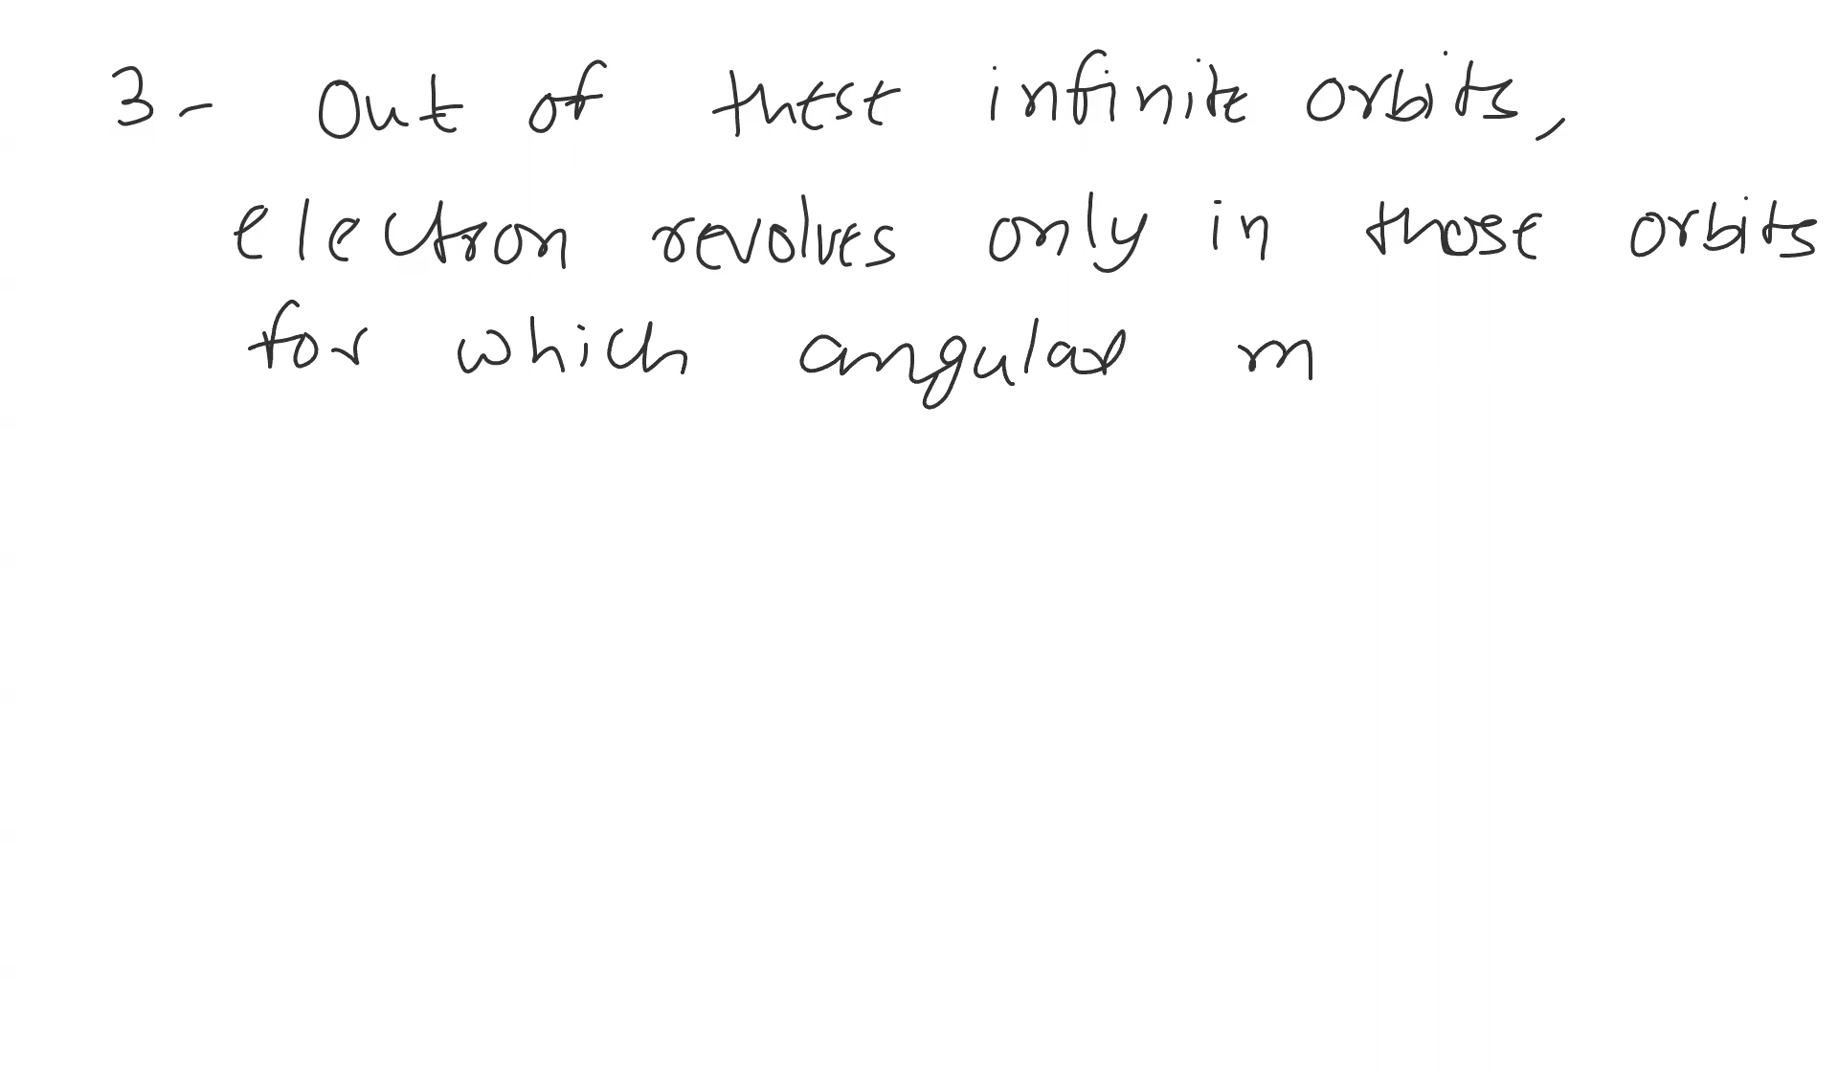 3- Out of these infinite orbits,
electron revolves only in those orbits
for which angular m